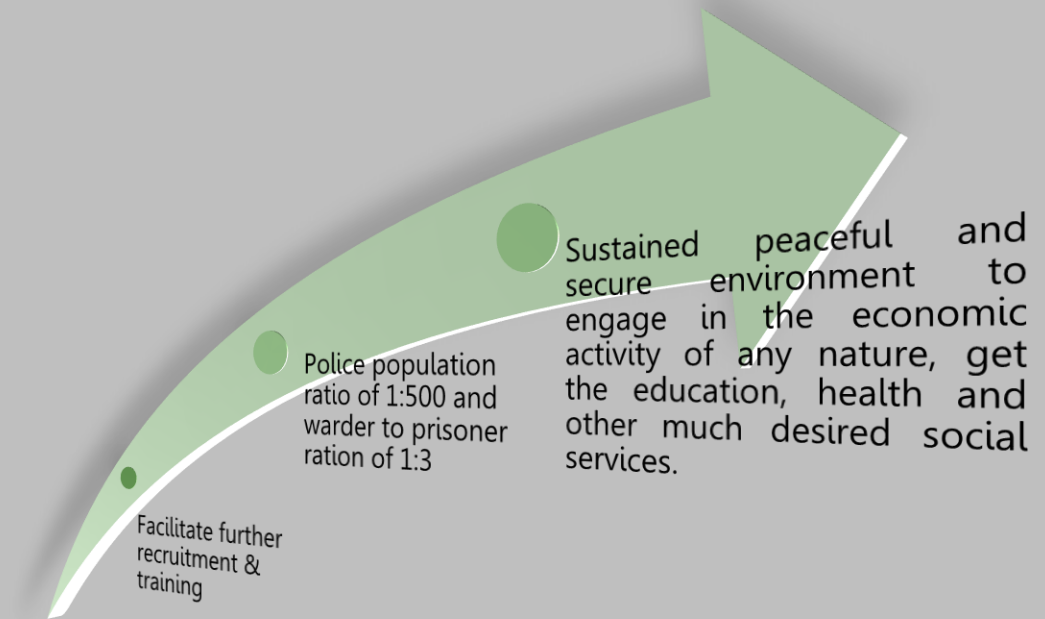 Facilitate further
recruitment &
training
Police population
ratio of 1:500 and
warder to prisoner
ration of 1:3
Sustained peaceful and
secure environment to
engage in the economic
activity of any nature, get
the education, health and
other much desired social
services.